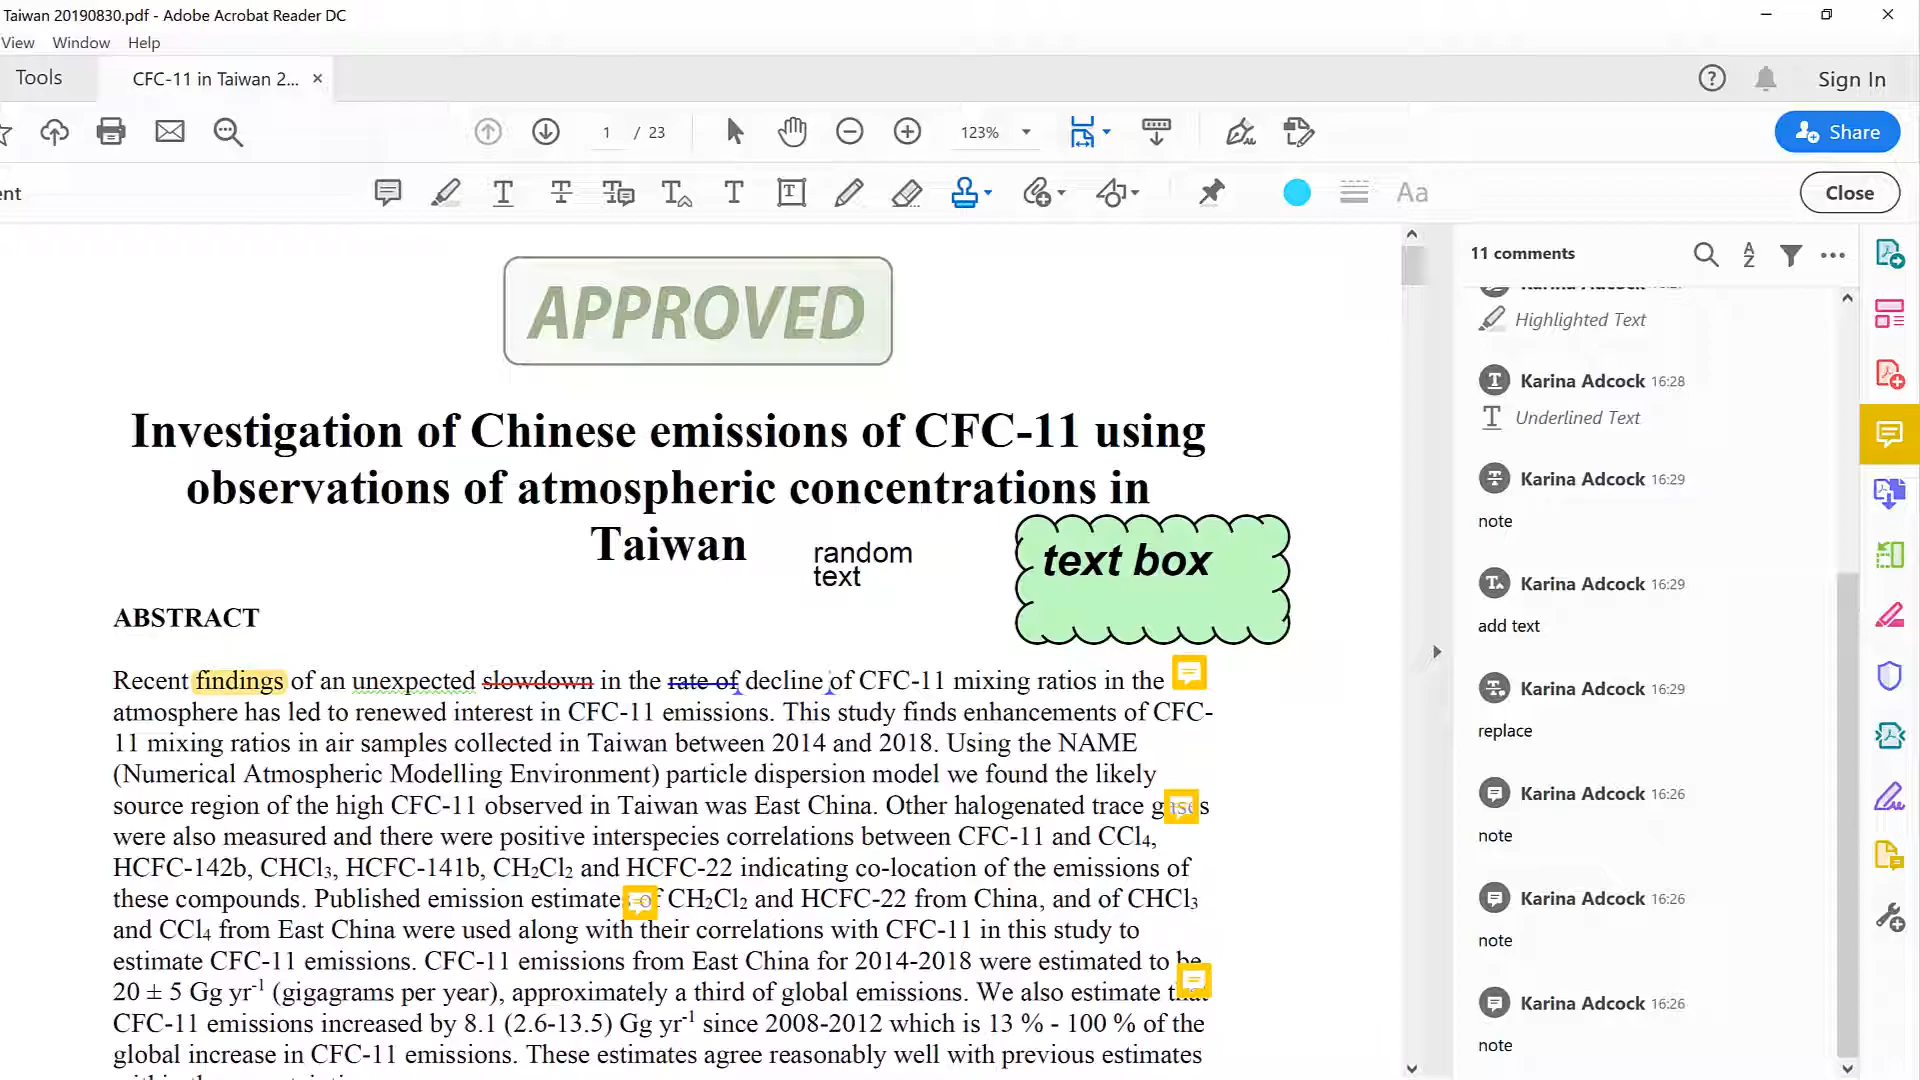 Taiwan 20190830.pdf - Adobe Acrobat Reader DC
View Window Help
Tools
CFC-11 in Taiwan 2...
Sign In
1 / 23
123%
Share
ent
Aa
Close
APPROVED
Investigation of Chinese emissions of CFC-11 using
observations of atmospheric concentrations in
Taiwan
random
text
text box
ABSTRACT
Recent findings of an unexpected slowdown in the rate of decline of CFC-11 mixing ratios in the
atmosphere has led to renewed interest in CFC-11 emissions. This study finds enhancements of CFC-
11 mixing ratios in air samples collected in Taiwan between 2014 and 2018. Using the NAME
(Numerical Atmospheric Modelling Environment) particle dispersion model we found the likely
source region of the high CFC-11 observed in Taiwan was East China. Other halogenated trace gases
were also measured and there were positive interspecies correlations between CFC-11 and CCl₄,
HCFC-142b, CHCl₃, HCFC-141b, CH₂Cl₂ and HCFC-22 indicating co-location of the emissions of
these compounds. Published emission estimates of CH₂Cl₂ and HCFC-22 from China, and of CHCl₃
and CCl₄ from East China were used along with their correlations with CFC-11 in this study to
estimate CFC-11 emissions. CFC-11 emissions from East China for 2014-2018 were estimated to be
20 ± 5 Gg yr⁻¹ (gigagrams per year), approximately a third of global emissions. We also estimate that
CFC-11 emissions increased by 8.1 (2.6-13.5) Gg yr⁻¹ since 2008-2012 which is 13 % - 100 % of the
global increase in CFC-11 emissions. These estimates agree reasonably well with previous estimates
11 comments
A
Z
Karina Adcock
Highlighted Text
Karina Adcock 16:28
Underlined Text
Karina Adcock 16:29
note
Karina Adcock 16:29
add text
Karina Adcock 16:29
replace
Karina Adcock 16:26
note
Karina Adcock 16:26
note
Karina Adcock 16:26
note